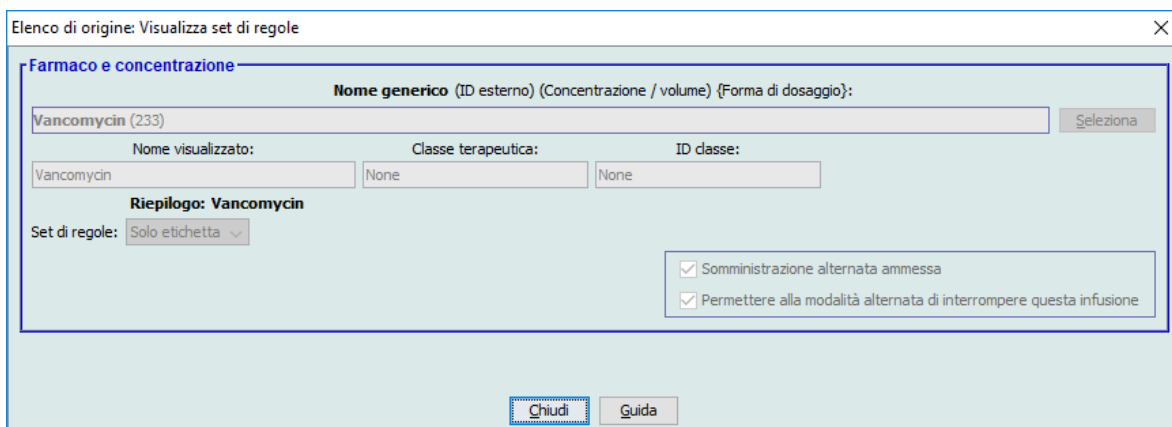 Elenco di origine: Visualizza set di regole
Farmaco e concentrazione
Nome generico (ID esterno) (Concentrazione / volume) {Forma di dosaggio}:
Vancomycin (233) Seleziona
Nome visualizzato: Classe terapeutica: ID classe:
Vancomycin None None
Riepilogo: Vancomycin
Set di regole: Solo etichetta
Somministrazione alternata ammessa
Permettere alla modalità alternata di interrompere questa infusione
Chiudi Guida